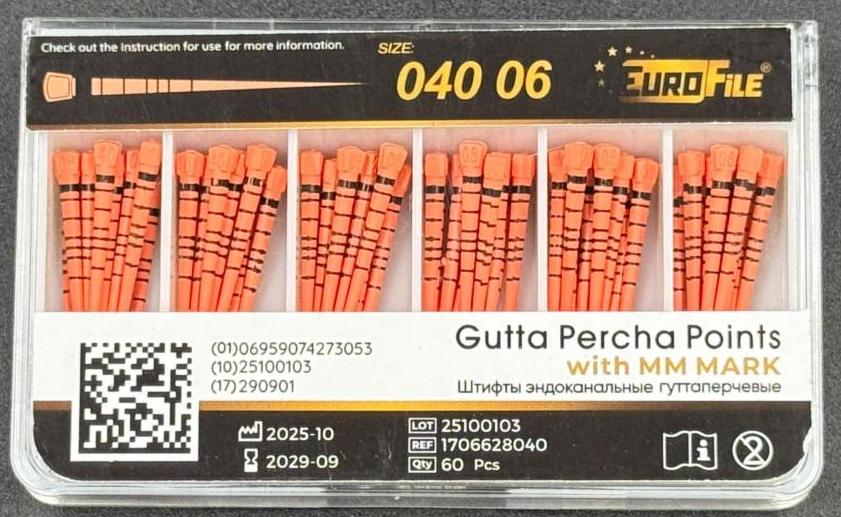 Check out the Instruction for use for more information.
SIZE:
040 06
EUROFILE®
Gutta Percha Points
with MM MARK
Штифты эндоканальные гуттаперчевые
(01)06959074273053
(10)25100103
(17)290901
2025-10
2029-09
LOT 25100103
REF 1706628040
Qty 60 Pcs